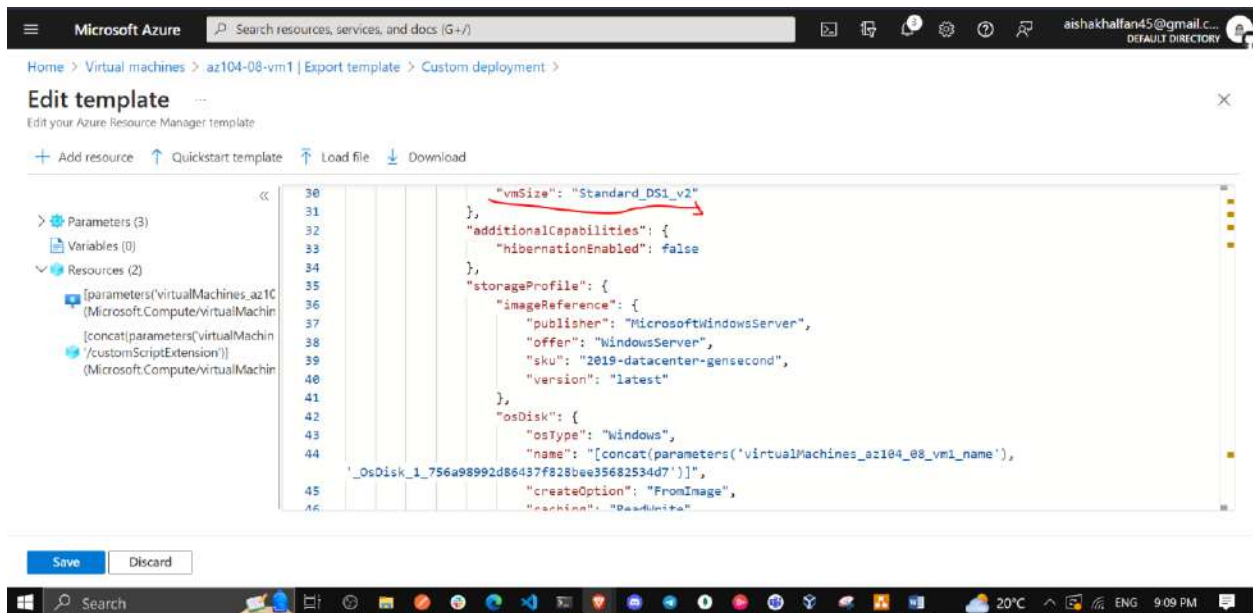 Microsoft Azure
Search resources, services, and docs (G+/)
3
aishakhalfan45@gmail.c...
DEFAULT DIRECTORY
Home > Virtual machines > az104-08-vm1 | Export template > Custom deployment >
Edit template ...
Edit your Azure Resource Manager template
Add resource Quickstart template Load file Download
Parameters (3)
Variables (0)
Resources (2)
[parameters('virtualMachines_az1C
(Microsoft.Compute/virtualMachin
[concat(parameters('virtualMachin
'/customScriptExtension')]
(Microsoft.Compute/virtualMachin
30 "vmSize": "Standard_DS1_v2"
31 },
32 "additionalCapabilities": {
33 "hibernationEnabled": false
34 },
35 "storageProfile": {
36 "imageReference": {
37 "publisher": "MicrosoftWindowsServer",
38 "offer": "WindowsServer",
39 "sku": "2019-datacenter-gensecond",
40 "version": "latest"
41 },
42 "osDisk": {
43 "osType": "Windows",
44 "name": "[concat(parameters('virtualMachines_az104_08_vm1_name'),
'_OsDisk_1_756a98992d86437f828bee35682534d7')]",
45 "createOption": "FromImage",
46 "caching": "ReadWrite"
Save Discard
Search
20°C ENG 9:09 PM